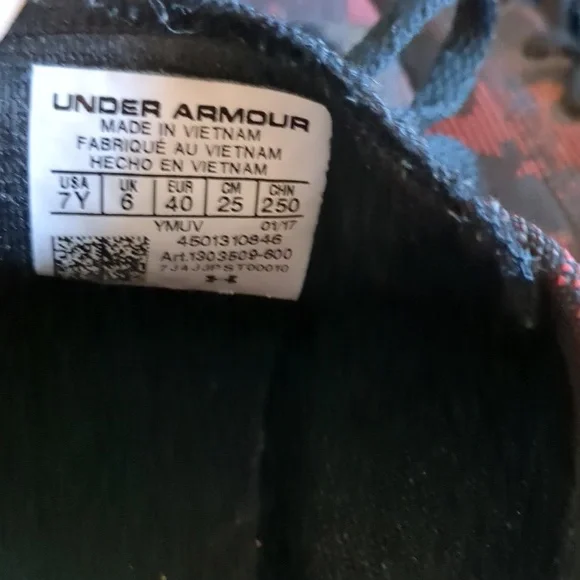 UNDER ARMOUR
MADE IN VIETNAM
FABRIQUÉ AU VIETNAM
HECHO EN VIETNAM
USA UK EUR CM CHN
7Y 6 40 25 250
YMUV 01/17
4501310846
Art.1303509-600